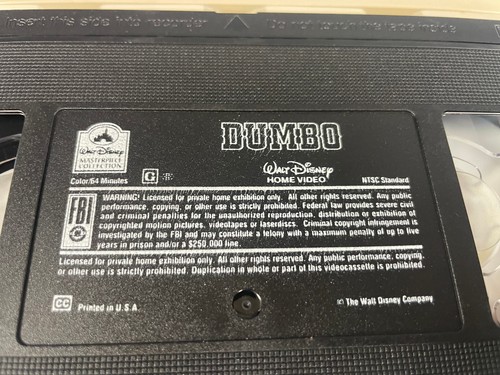 Insert this side into recorder
Do not touch the tape inside
DUMBO
Walt Disney
MASTERPIECE
COLLECTION
Walt Disney
HOME VIDEO
Color/64 Minutes
G
NTSC Standard
FBI
WARNING! Licensed for private home exhibition only. All other rights reserved. Any public
performance, copying, or other use is strictly prohibited. Federal law provides severe civil
and criminal penalties for the unauthorized reproduction, distribution or exhibition of
copyrighted motion pictures, videotapes or laserdiscs. Criminal copyright infringement is
investigated by the FBI and may constitute a felony with a maximum penalty of up to five
years in prison and/or a $250,000 fine.
Licensed for private home exhibition only. All other rights reserved. Any public performance, copying,
or other use is strictly prohibited. Duplication in whole or part of this videocassette is prohibited.
CC Printed in U.S.A.
© The Walt Disney Company